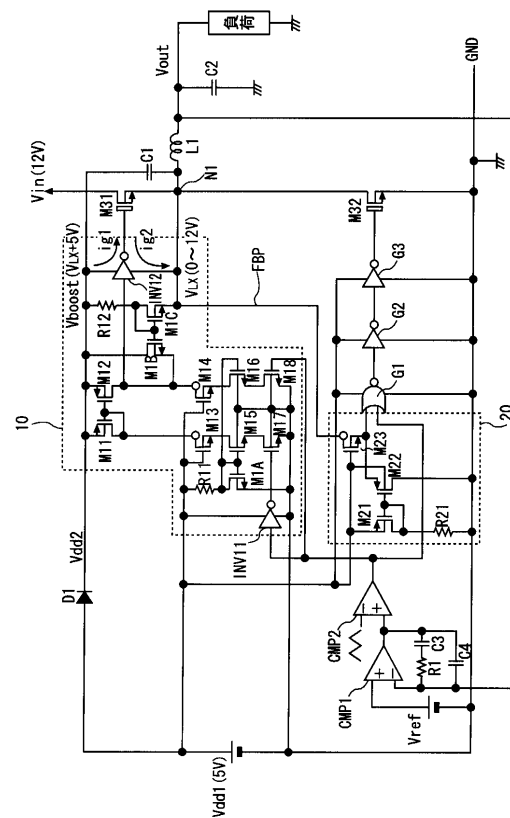 負荷
Vout
C2
GND
Vin(12V)
C1
L1
N1
M31
M32
ig1
ig2
Vboost(VLX+5V)
INV12
VLX(0〜12V)
FBP
G3
G2
G1
R12
M1C
M1B
10
M12
M11
M14
M13
M16
M15
M18
M17
R11
M1A
INV11
20
M23
M22
M21
R21
Vdd2
D1
CMP2
CMP1
C3
R1
C4
Vref
Vdd1(5V)